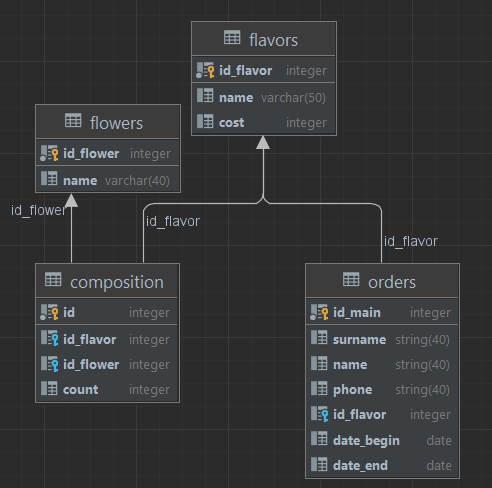 flavors
id_flavor integer
name varchar(50)
cost integer
flowers
id_flower integer
name varchar(40)
id_flower
id_flavor
id_flavor
composition
id integer
id_flavor integer
id_flower integer
count integer
orders
id_main integer
surname string(40)
name string(40)
phone string(40)
id_flavor integer
date_begin date
date_end date